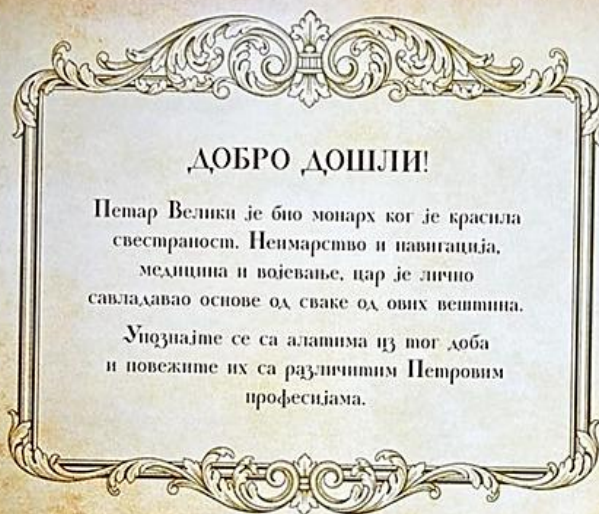 ДОБРО ДОШЛИ!
Петар Велики је био монарх ког је красила
свестраност. Неимарство и навигација,
медицина и војевање, цар је лично
савладавао основе од сваке од ових вештина.
Упознајте се са алатима из тог доба
и повежите их са различитим Петровим
професијама.